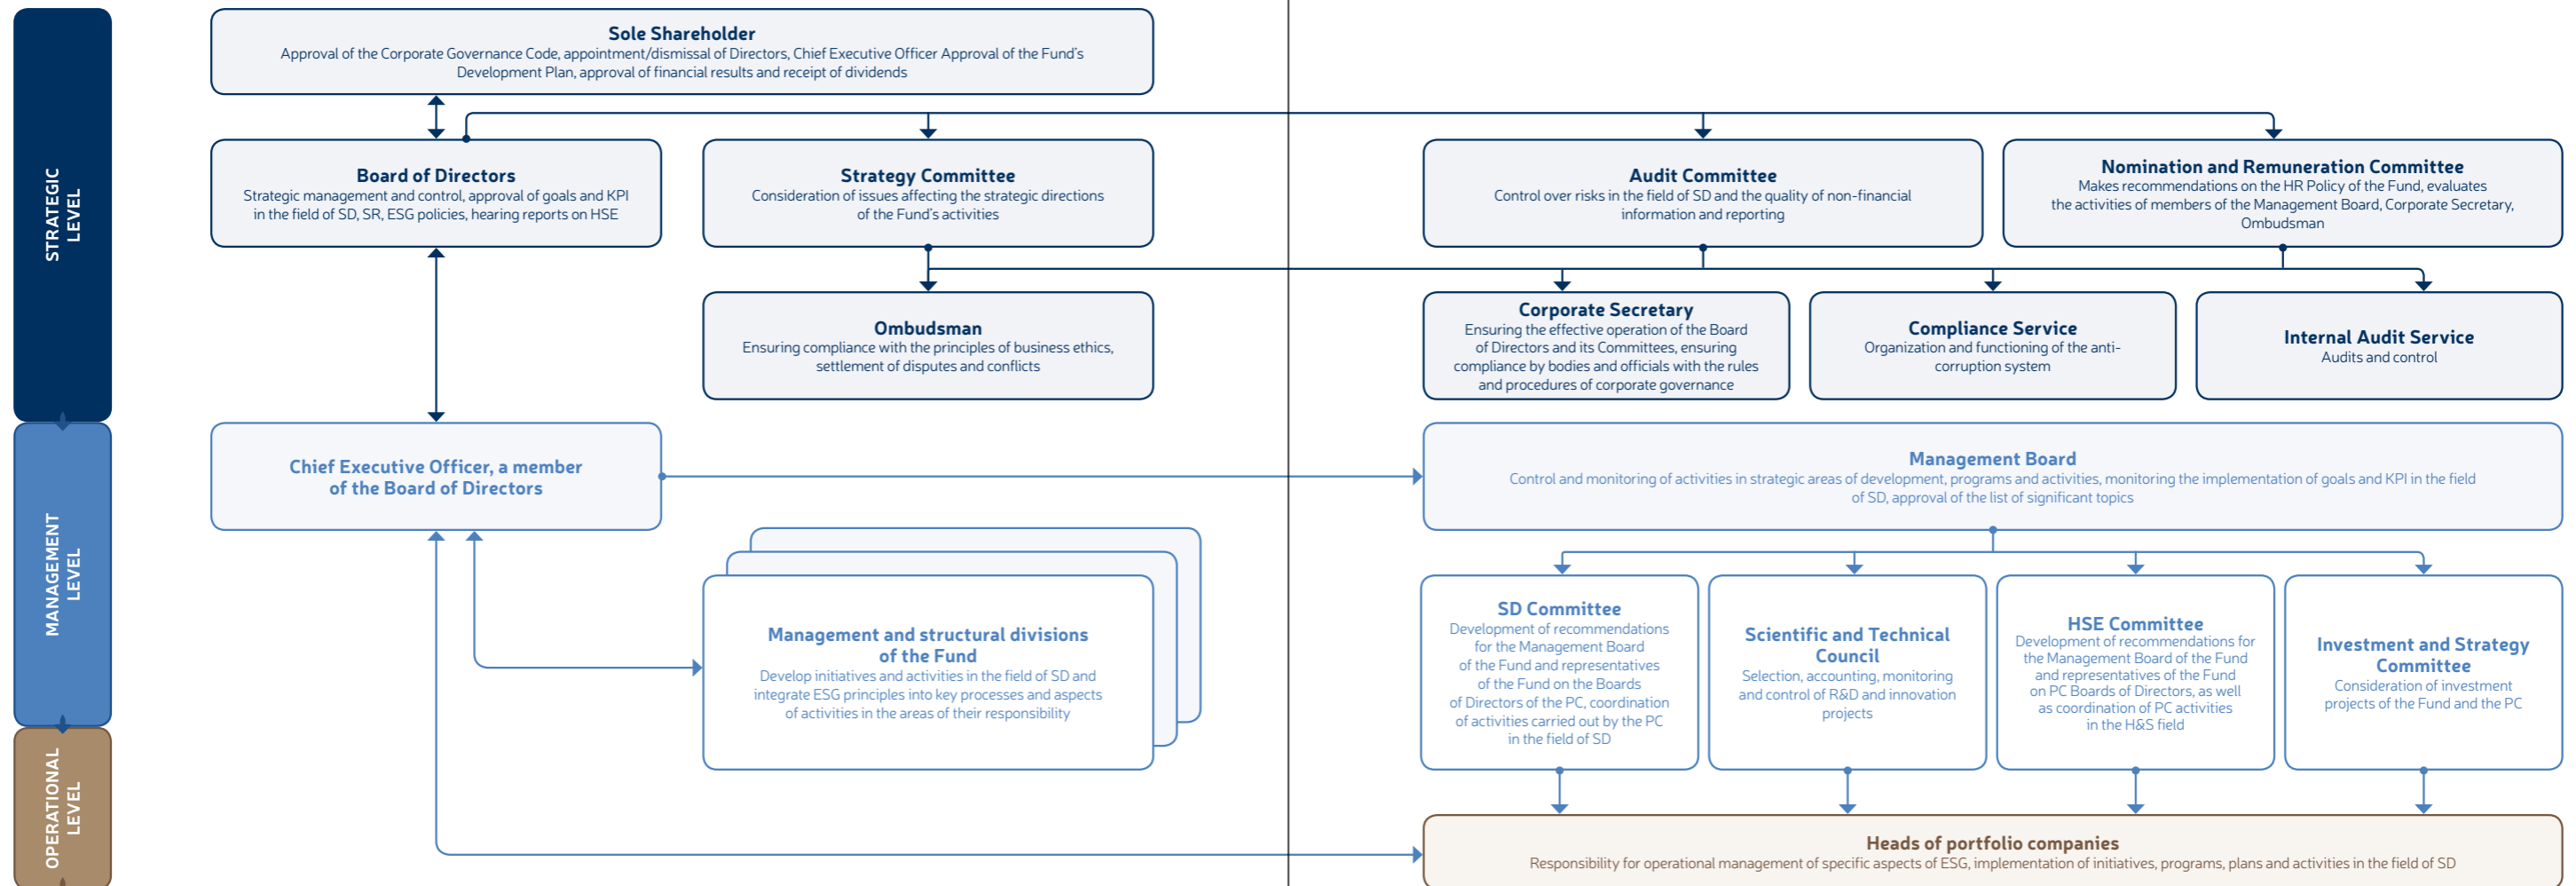 STRATEGIC
LEVEL
Sole Shareholder
Approval of the Corporate Governance Code, appointment/dismissal of Directors, Chief Executive Officer Approval of the Fund's
Development Plan, approval of financial results and receipt of dividends
Board of Directors
Strategic management and control, approval of goals and KPI
in the field of SD, SR, ESG policies, hearing reports on HSE
Strategy Committee
Consideration of issues affecting the strategic directions
of the Fund's activities
Audit Committee
Control over risks in the field of SD and the quality of non-financial
information and reporting
Nomination and Remuneration Committee
Makes recommendations on the HR Policy of the Fund, evaluates
the activities of members of the Management Board, Corporate Secretary,
Ombudsman
Ombudsman
Ensuring compliance with the principles of business ethics,
settlement of disputes and conflicts
Corporate Secretary
Ensuring the effective operation of the Board
of Directors and its Committees, ensuring
compliance by bodies and officials with the rules
and procedures of corporate governance
Compliance Service
Organization and functioning of the anti-
corruption system
Internal Audit Service
Audits and control
MANAGEMENT
LEVEL
Chief Executive Officer, a member
of the Board of Directors
Management Board
Control and monitoring of activities in strategic areas of development, programs and activities, monitoring the implementation of goals and KPI in the field
of SD, approval of the list of significant topics
Management and structural divisions
of the Fund
Develop initiatives and activities in the field of SD and
integrate ESG principles into key processes and aspects
of activities in the areas of their responsibility
SD Committee
Development of recommendations
for the Management Board
of the Fund and representatives
of the Fund on the Boards
of Directors of the PC, coordination
of activities carried out by the PC
in the field of SD
Scientific and Technical
Council
Selection, accounting, monitoring
and control of R&D and innovation
projects
HSE Committee
Development of recommendations for
the Management Board of the Fund
and representatives of the Fund
on PC Boards of Directors, as well
as coordination of PC activities
in the H&S field
Investment and Strategy
Committee
Consideration of investment
projects of the Fund and the PC
OPERATIONAL
LEVEL
Heads of portfolio companies
Responsibility for operational management of specific aspects of ESG, implementation of initiatives, programs, plans and activities in the field of SD